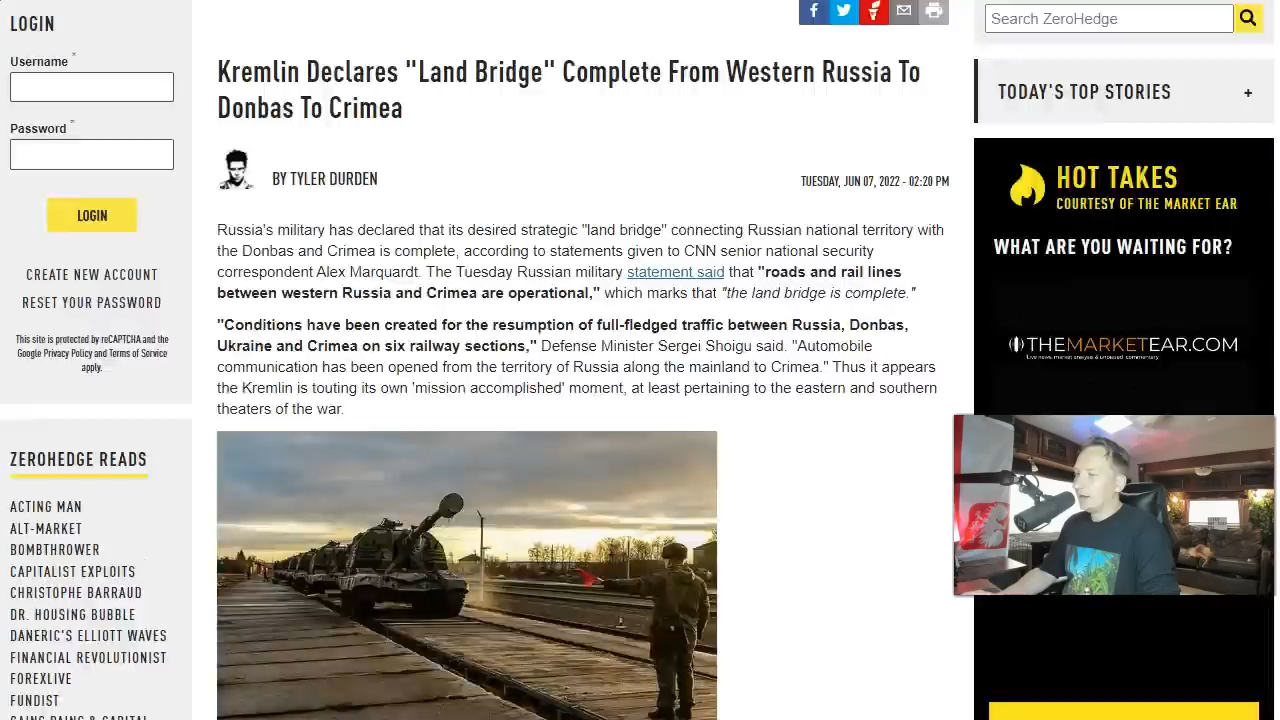 LOGIN
Username *
Password *
LOGIN
CREATE NEW ACCOUNT
RESET YOUR PASSWORD
This site is protected by reCAPTCHA and the
Google Privacy Policy and Terms of Service
apply.
ZEROHEDGE READS
ACTING MAN
ALT-MARKET
BOMBTHROWER
CAPITALIST EXPLOITS
CHRISTOPHE BARRAUD
DR. HOUSING BUBBLE
DANERIC'S ELLIOTT WAVES
FINANCIAL REVOLUTIONIST
FOREXLIVE
FUNDIST
GAINS PAINS & CAPITAL
Kremlin Declares "Land Bridge" Complete From Western Russia To
Donbas To Crimea
BY TYLER DURDEN
TUESDAY, JUN 07, 2022 - 02:20 PM
Russia's military has declared that its desired strategic "land bridge" connecting Russian national territory with
the Donbas and Crimea is complete, according to statements given to CNN senior national security
correspondent Alex Marquardt. The Tuesday Russian military statement said that "roads and rail lines
between western Russia and Crimea are operational," which marks that "the land bridge is complete."
"Conditions have been created for the resumption of full-fledged traffic between Russia, Donbas,
Ukraine and Crimea on six railway sections," Defense Minister Sergei Shoigu said. "Automobile
communication has been opened from the territory of Russia along the mainland to Crimea." Thus it appears
the Kremlin is touting its own 'mission accomplished' moment, at least pertaining to the eastern and southern
theaters of the war.
Search ZeroHedge
TODAY'S TOP STORIES +
HOT TAKES
COURTESY OF THE MARKET EAR
WHAT ARE YOU WAITING FOR?
THEMARKETEAR.COM
Live news, market analysis & unbiased commentary